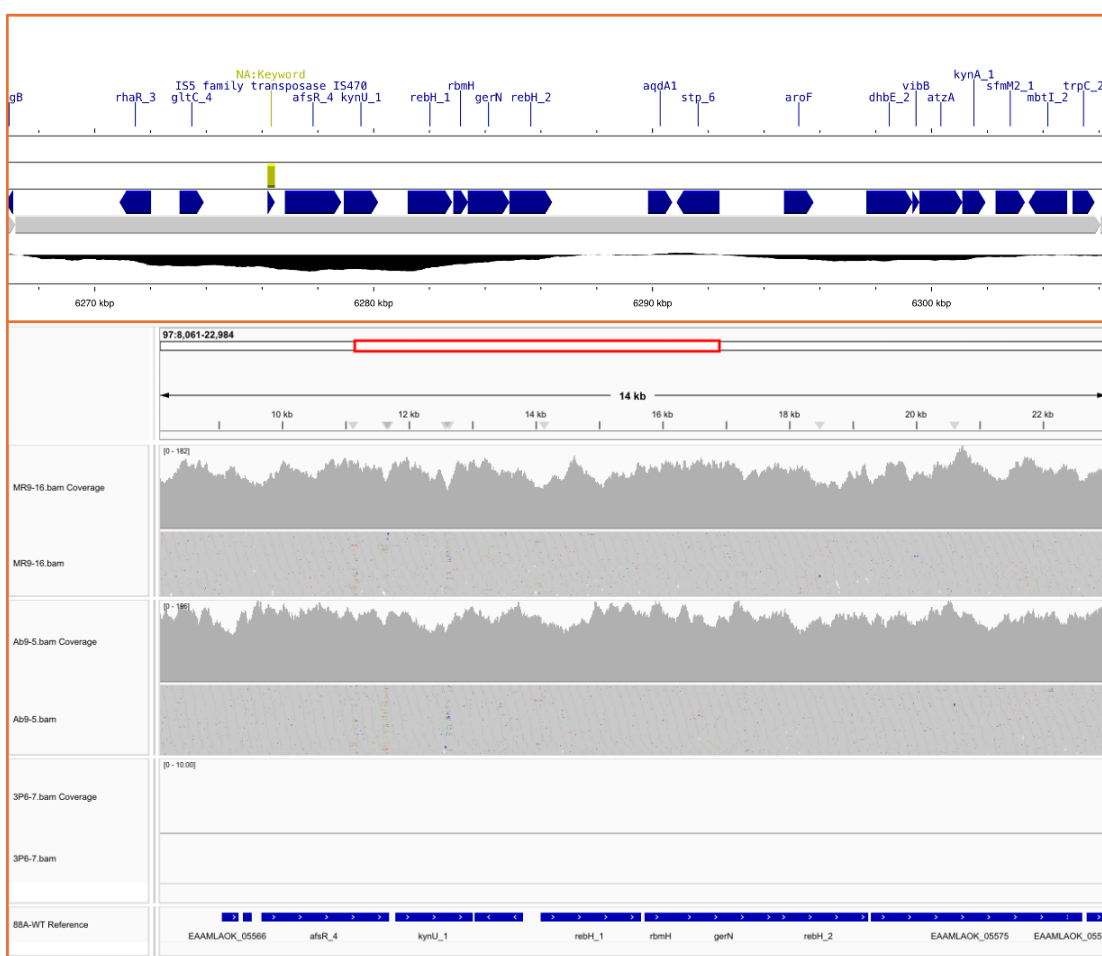 NA:Keyword
kynA_1
IS5 family transposase IS470
rbmH
aqdA1
vibB
sfmM2_1
trpC_2
gB
rhaR_3
gltC_4
afsR_4
kynU_1
rebH_1
gerN
rebH_2
stp_6
aroF
dhbE_2
atzA
mbtI_2
6270 kbp
6280 kbp
6290 kbp
6300 kbp
97:8,061-22,984
14 kb
10 kb
12 kb
14 kb
16 kb
18 kb
20 kb
22 kb
[0 - 182]
MR9-16.bam Coverage
MR9-16.bam
[0 - 195]
Ab9-5.bam Coverage
Ab9-5.bam
[0 - 10.00]
3P6-7.bam Coverage
3P6-7.bam
88A-WT Reference
EAAMLAOK_05566
afsR_4
kynU_1
rebH_1
rbmH
gerN
rebH_2
EAAMLAOK_05575
EAAMLAOK_055